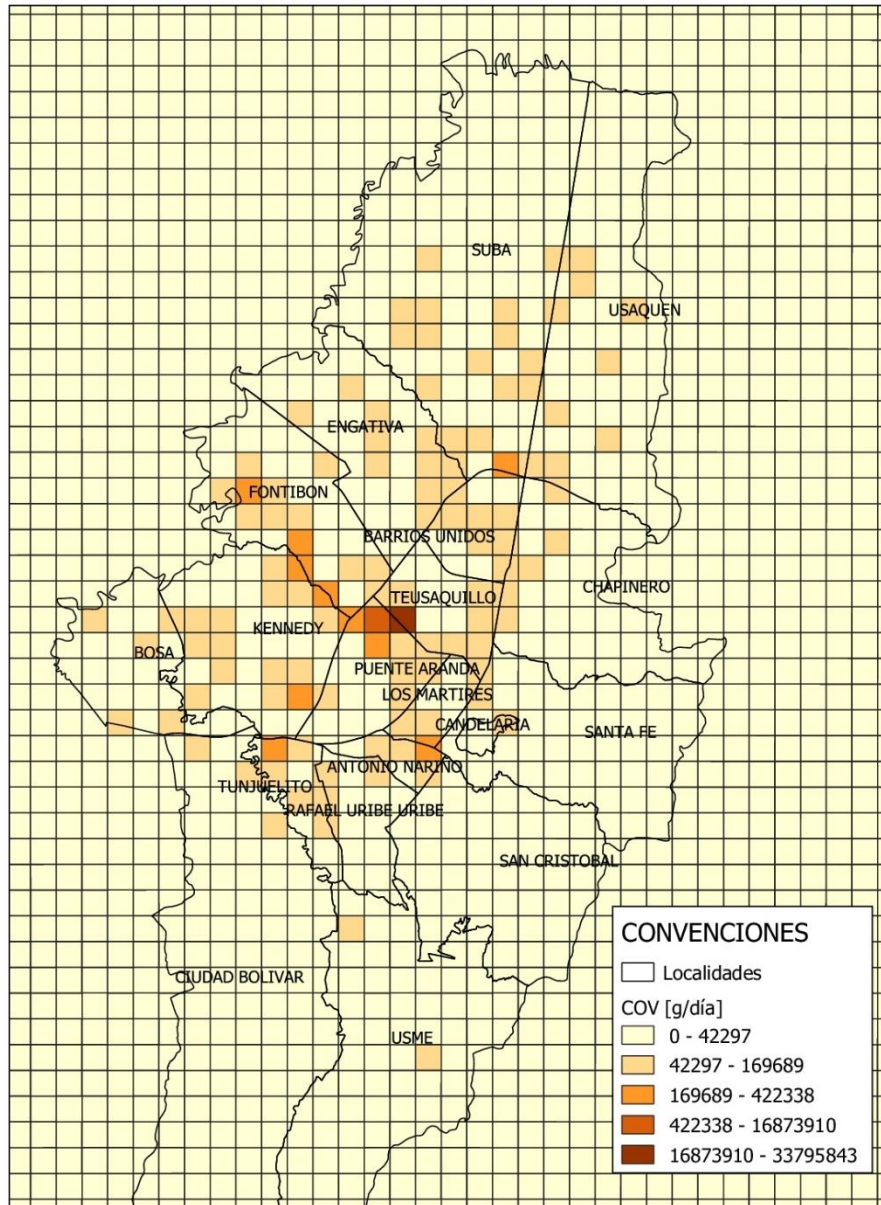 SUBA
USAQUEN
ENGATIVA
FONTIBON
BARRIOS UNIDOS
CHAPINERO
TEUSAQUILLO
KENNEDY
BOSA
PUENTE ARANDA
LOS MARTIRES
CANDELARIA
SANTA FE
ANTONIO NARIÑO
TUNJUELITO
RAFAEL URIBE URIBE
SAN CRISTOBAL
CIUDAD BOLIVAR
USME
CONVENCIONES
Localidades
COV [g/día]
0 - 42297
42297 - 169689
169689 - 422338
422338 - 16873910
16873910 - 33795843